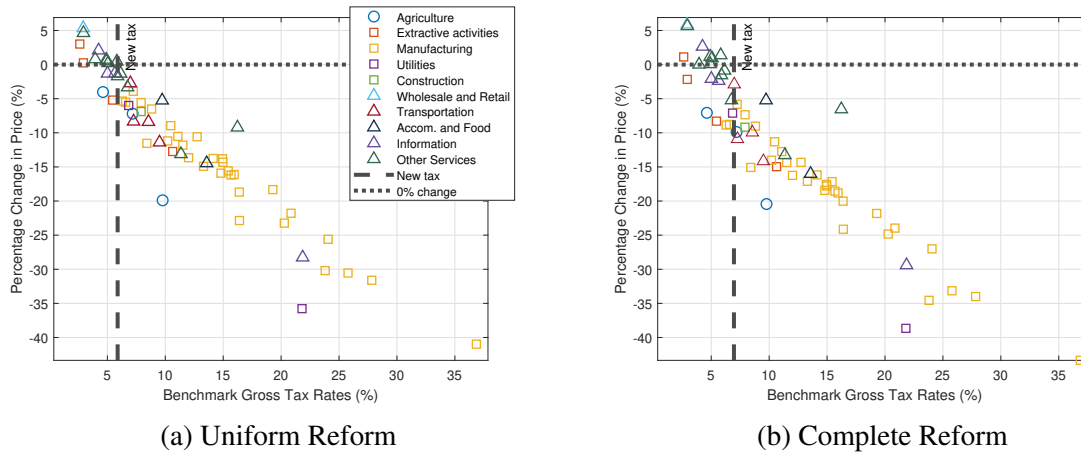 5
0
-5
-10
-15
-20
-25
-30
-35
-40
Percentage Change in Price (%)
New tax
Agriculture
Extractive activities
Manufacturing
Utilities
Construction
Wholesale and Retail
Transportation
Accom. and Food
Information
Other Services
New tax
0% change
5 10 15 20 25 30 35
Benchmark Gross Tax Rates (%)
(a) Uniform Reform
5
0
-5
-10
-15
-20
-25
-30
-35
-40
Percentage Change in Price (%)
New tax
5 10 15 20 25 30 35
Benchmark Gross Tax Rates (%)
(b) Complete Reform